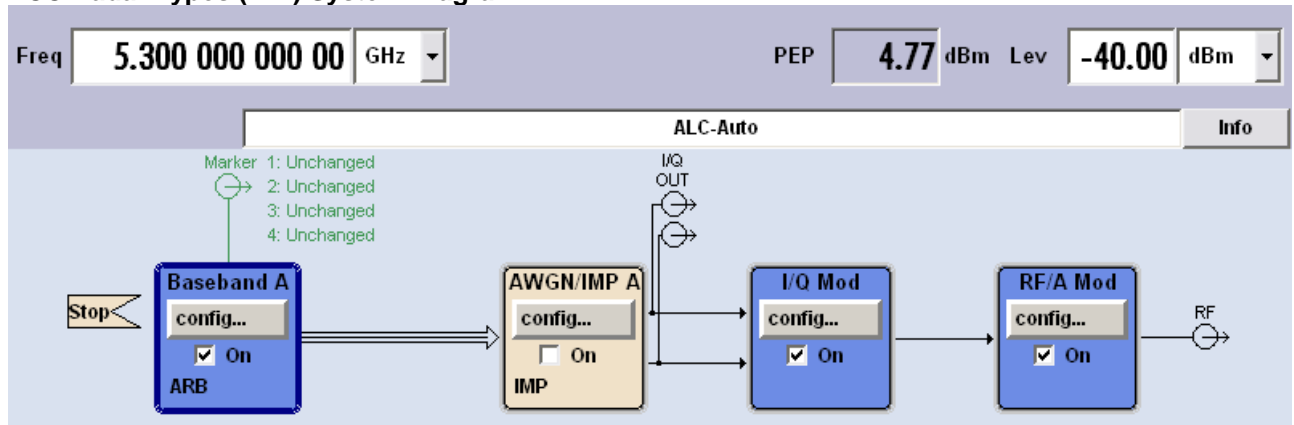 Freq 5.300 000 000 00 GHz PEP 4.77 dBm Lev -40.00 dBm
ALC-Auto Info
Marker 1: Unchanged
2: Unchanged
3: Unchanged
4: Unchanged
I/Q
OUT
Stop
Baseband A
config...
On
ARB
AWGN/IMP A
config...
On
IMP
I/Q Mod
config...
On
RF/A Mod
config...
On
RF